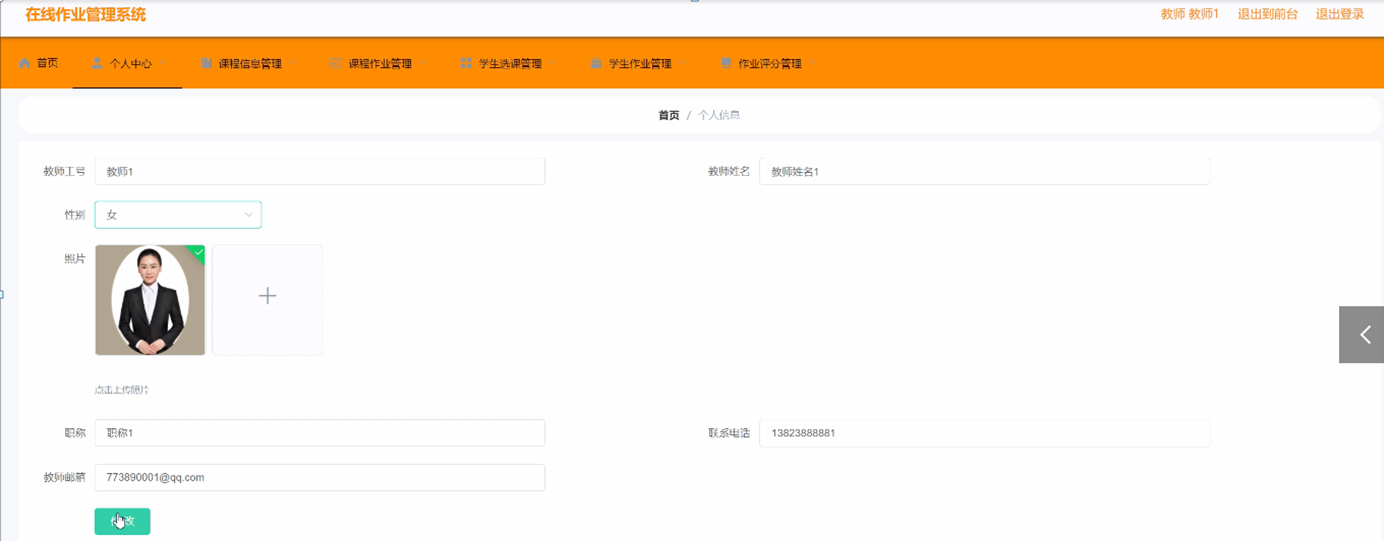 在线作业管理系统
教师 教师1 退出到前台 退出登录
首页 个人中心 课程信息管理 课程作业管理 学生选课管理 学生作业管理 作业评分管理
首页 / 个人信息
教师工号 教师1 教师姓名 教师姓名1
性别 女
照片
点击上传照片
职称 职称1 联系电话 13823888881
教师邮箱 773890001@qq.com
改